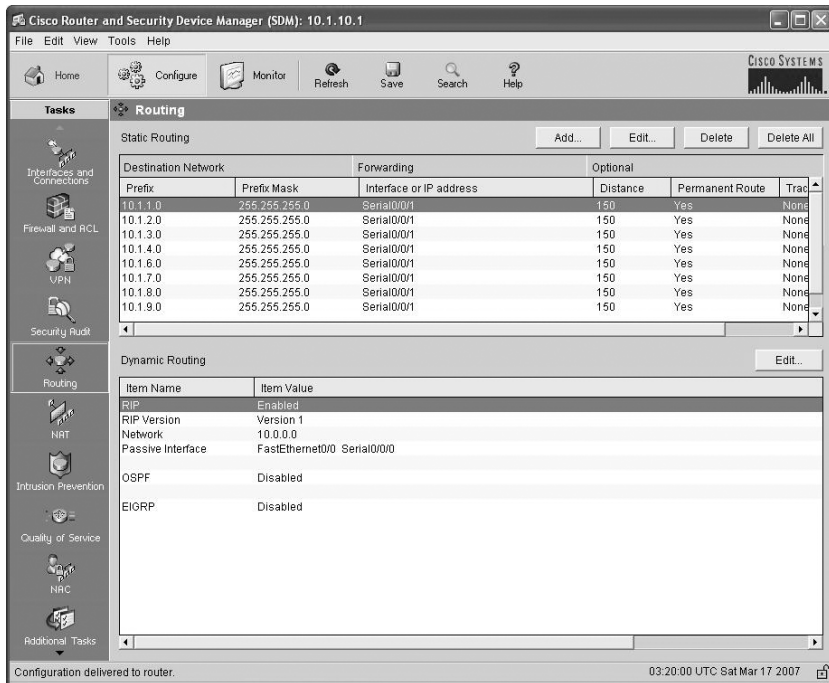 Cisco Router and Security Device Manager (SDM): 10.1.10.1
File Edit View Tools Help
Home Configure Monitor Refresh Save Search Help
CISCO SYSTEMS
Tasks
Routing
Interfaces and Connections
Firewall and ACL
VPN
Security Audit
Routing
NAT
Intrusion Prevention
Quality of Service
NAC
Additional Tasks
Static Routing Add... Edit... Delete Delete All
Destination Network Forwarding Optional
Prefix Prefix Mask Interface or IP address Distance Permanent Route Trac
10.1.1.0 255.255.255.0 Serial0/0/1 150 Yes None
10.1.2.0 255.255.255.0 Serial0/0/1 150 Yes None
10.1.3.0 255.255.255.0 Serial0/0/1 150 Yes None
10.1.4.0 255.255.255.0 Serial0/0/1 150 Yes None
10.1.6.0 255.255.255.0 Serial0/0/1 150 Yes None
10.1.7.0 255.255.255.0 Serial0/0/1 150 Yes None
10.1.8.0 255.255.255.0 Serial0/0/1 150 Yes None
10.1.9.0 255.255.255.0 Serial0/0/1 150 Yes None
Dynamic Routing Edit...
Item Name Item Value
RIP Enabled
RIP Version Version 1
Network 10.0.0.0
Passive Interface FastEthernet0/0 Serial0/0/0
OSPF Disabled
EIGRP Disabled
Configuration delivered to router. 03:20:00 UTC Sat Mar 17 2007